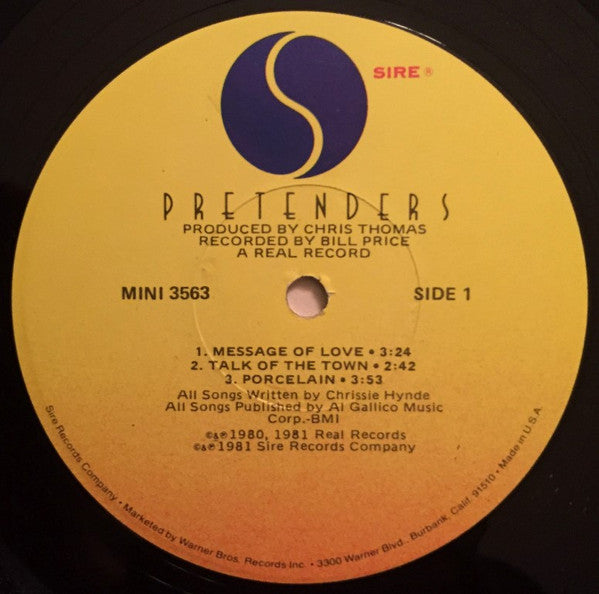 SIRE ®
PRETENDERS
PRODUCED BY CHRIS THOMAS
RECORDED BY BILL PRICE
A REAL RECORD
MINI 3563
SIDE 1
1. MESSAGE OF LOVE • 3:24
2. TALK OF THE TOWN • 2:42
3. PORCELAIN • 3:53
All Songs Written by Chrissie Hynde
All Songs Published by Al Gallico Music
Corp.-BMI
©&℗1980, 1981 Real Records
©&℗1981 Sire Records Company
Sire Records Company • Marketed by Warner Bros. Records Inc. • 3300 Warner Blvd., Burbank, Calif. 91510 • Made in U.S.A.